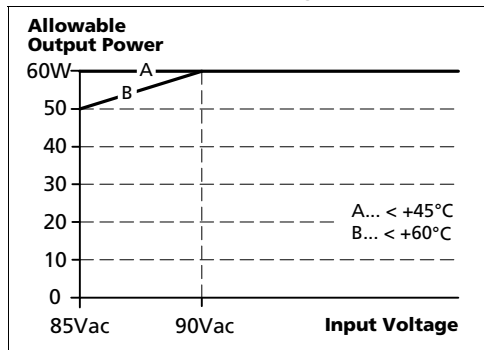 Allowable
Output Power
60W
A
B
50
40
30
20
10
0
A... < +45°C
B... < +60°C
85Vac
90Vac
Input Voltage